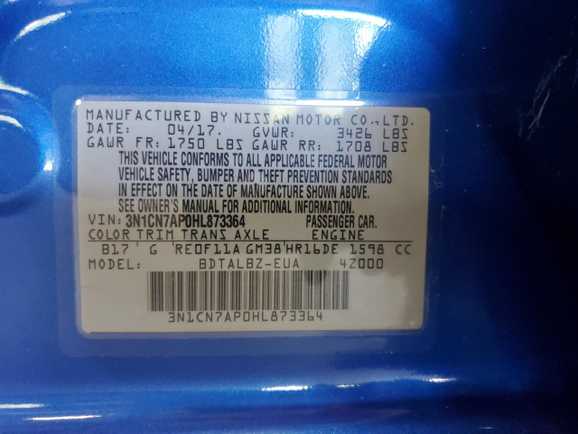 MANUFACTURED BY NISSAN MOTOR CO.,LTD.
DATE: 04/17. GVWR: 3426 LBS
GAWR FR: 1750 LBS GAWR RR: 1708 LBS
THIS VEHICLE CONFORMS TO ALL APPLICABLE FEDERAL MOTOR
VEHICLE SAFETY, BUMPER AND THEFT PREVENTION STANDARDS
IN EFFECT ON THE DATE OF MANUFACTURE SHOWN ABOVE.
SEE OWNER'S MANUAL FOR ADDITIONAL INFORMATION.
VIN: 3N1CN7AP0HL873364 PASSENGER CAR.
COLOR TRIM TRANS AXLE ENGINE
B17 ' G 'RE0F11A GM38'HR16DE 1598 CC
MODEL: BDTALBZ-EUA 4Z000
3N1CN7AP0HL873364